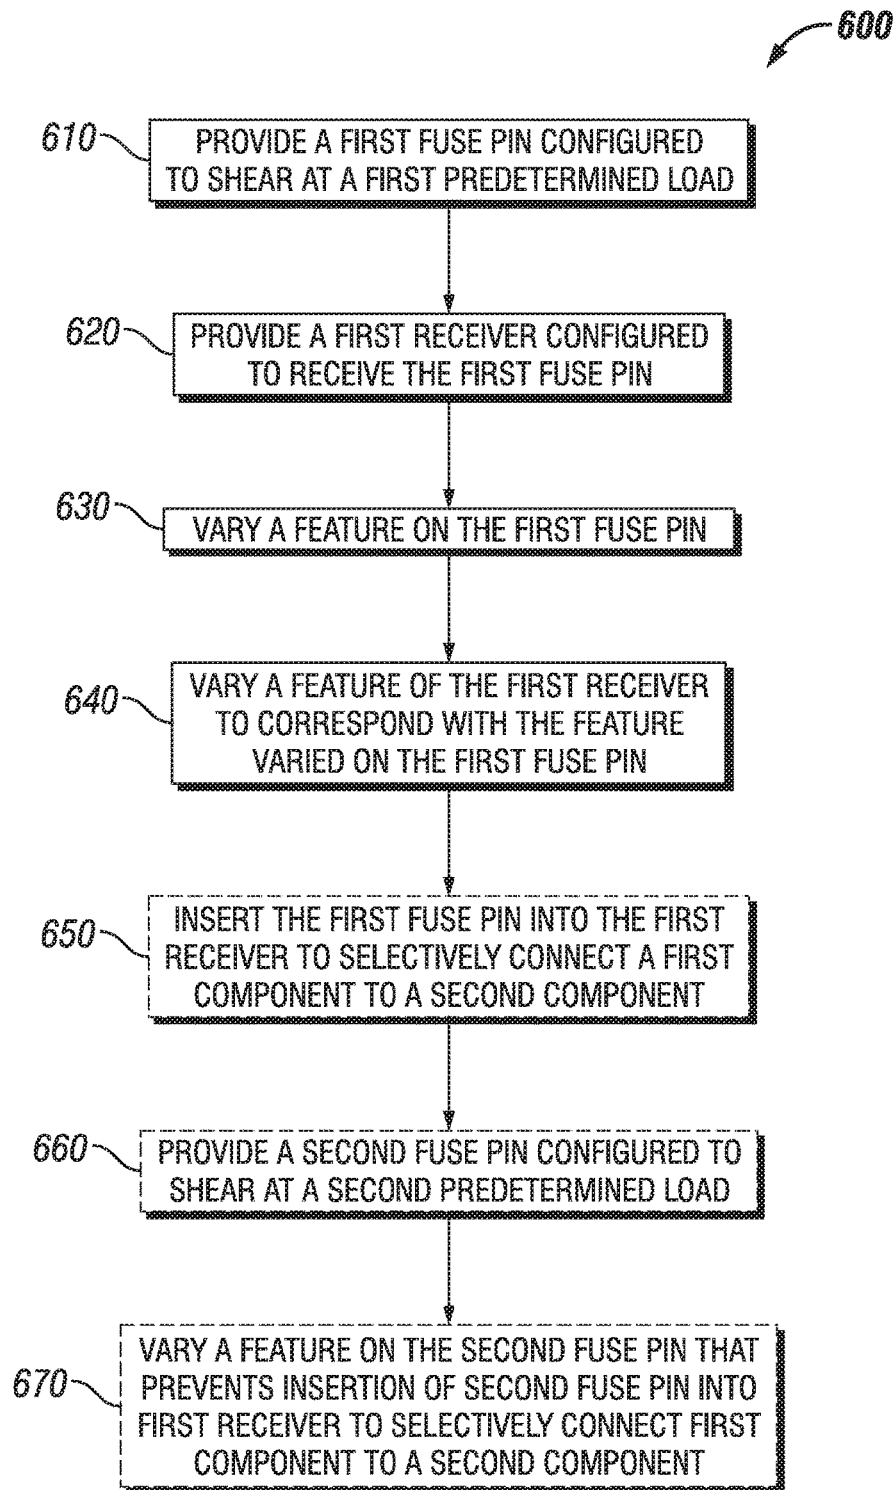 600
610
PROVIDE A FIRST FUSE PIN CONFIGURED
TO SHEAR AT A FIRST PREDETERMINED LOAD
620
PROVIDE A FIRST RECEIVER CONFIGURED
TO RECEIVE THE FIRST FUSE PIN
630
VARY A FEATURE ON THE FIRST FUSE PIN
640
VARY A FEATURE OF THE FIRST RECEIVER
TO CORRESPOND WITH THE FEATURE
VARIED ON THE FIRST FUSE PIN
650
INSERT THE FIRST FUSE PIN INTO THE FIRST
RECEIVER TO SELECTIVELY CONNECT A FIRST
COMPONENT TO A SECOND COMPONENT
660
PROVIDE A SECOND FUSE PIN CONFIGURED TO
SHEAR AT A SECOND PREDETERMINED LOAD
670
VARY A FEATURE ON THE SECOND FUSE PIN THAT
PREVENTS INSERTION OF SECOND FUSE PIN INTO
FIRST RECEIVER TO SELECTIVELY CONNECT FIRST
COMPONENT TO A SECOND COMPONENT